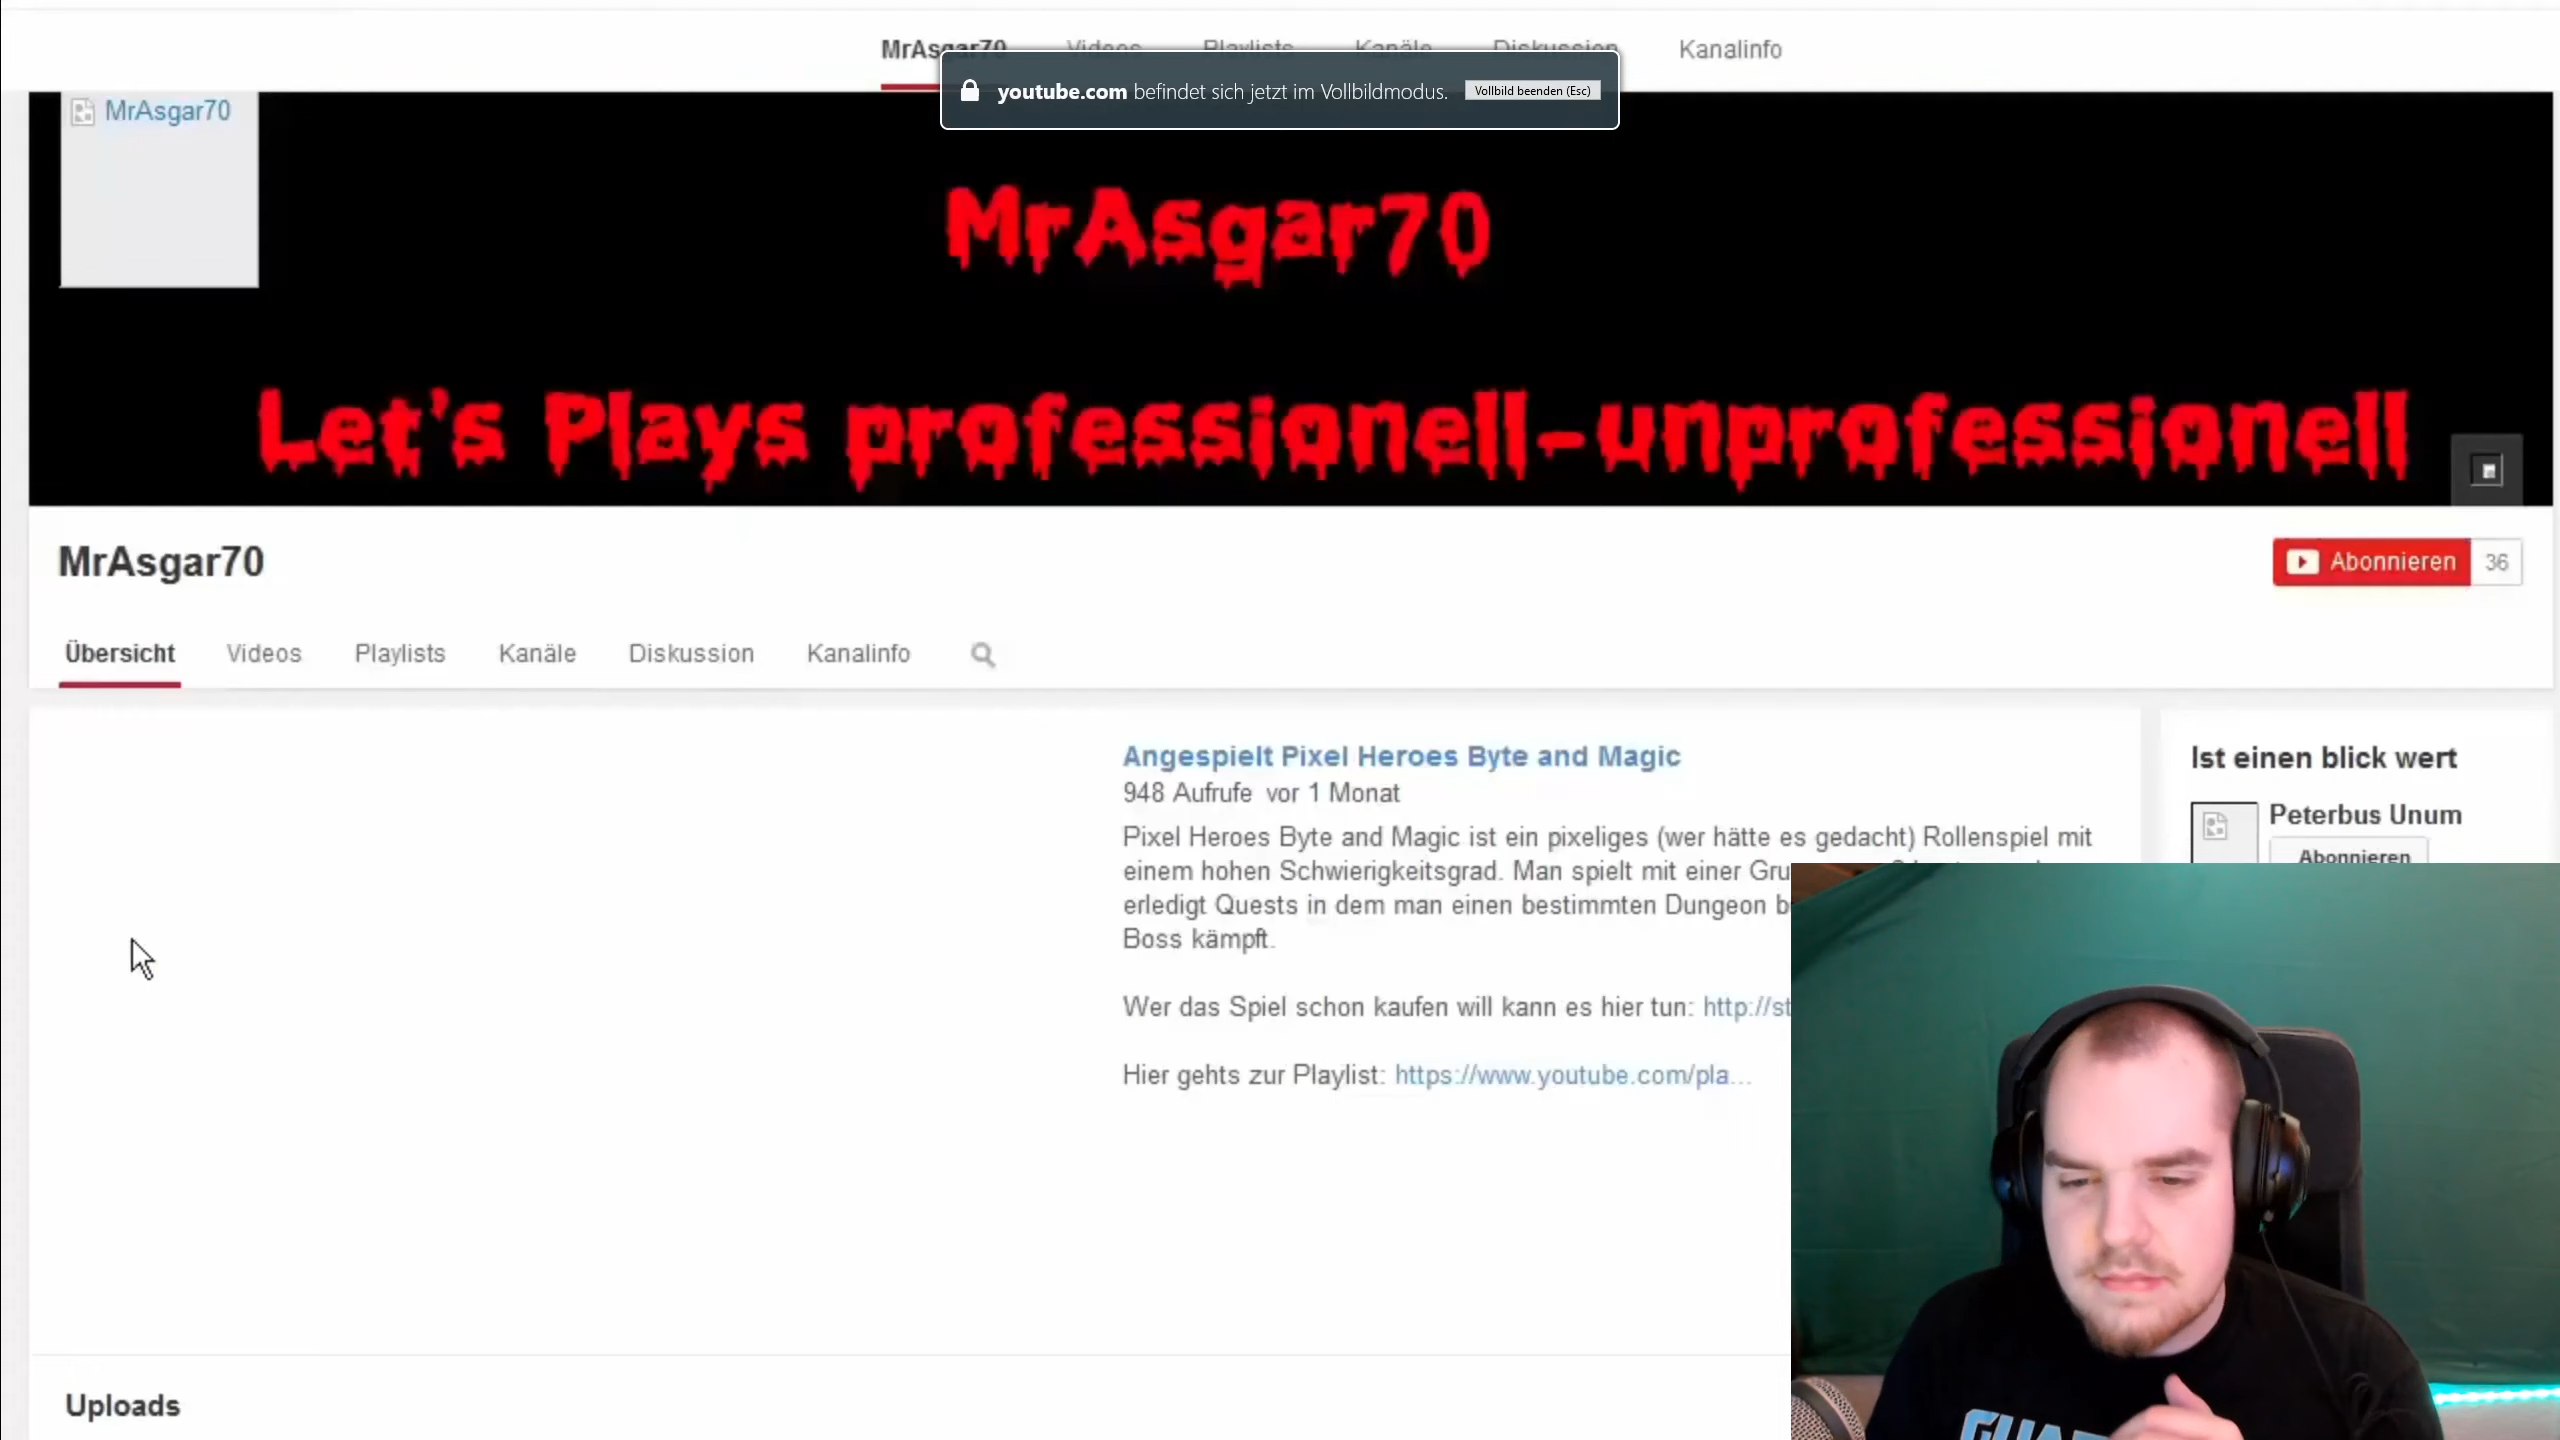 MrAsgar70 Videos Playlists Kanäle Diskussion Kanalinfo
youtube.com befindet sich jetzt im Vollbildmodus. Vollbild beenden (Esc)
MrAsgar70
MrAsgar70
Let's Plays professionell-unprofessionell
MrAsgar70
Abonnieren 36
Übersicht Videos Playlists Kanäle Diskussion Kanalinfo
Angespielt Pixel Heroes Byte and Magic
948 Aufrufe vor 1 Monat
Pixel Heroes Byte and Magic ist ein pixeliges (wer hätte es gedacht) Rollenspiel mit
einem hohen Schwierigkeitsgrad. Man spielt mit einer Gru
erledigt Quests in dem man einen bestimmten Dungeon b
Boss kämpft.
Wer das Spiel schon kaufen will kann es hier tun: http://st
Hier gehts zur Playlist: https://www.youtube.com/pla...
Ist einen blick wert
Peterbus Unum
Abonnieren
Uploads